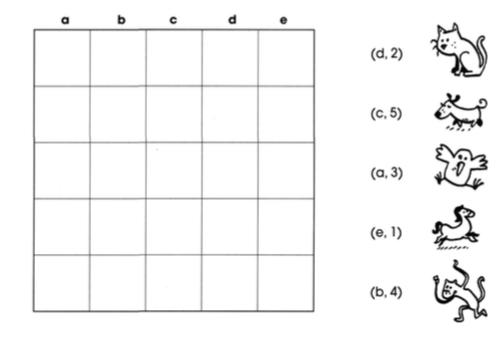 a b c d e
(d, 2)
(c, 5)
(a, 3)
(e, 1)
(b, 4)